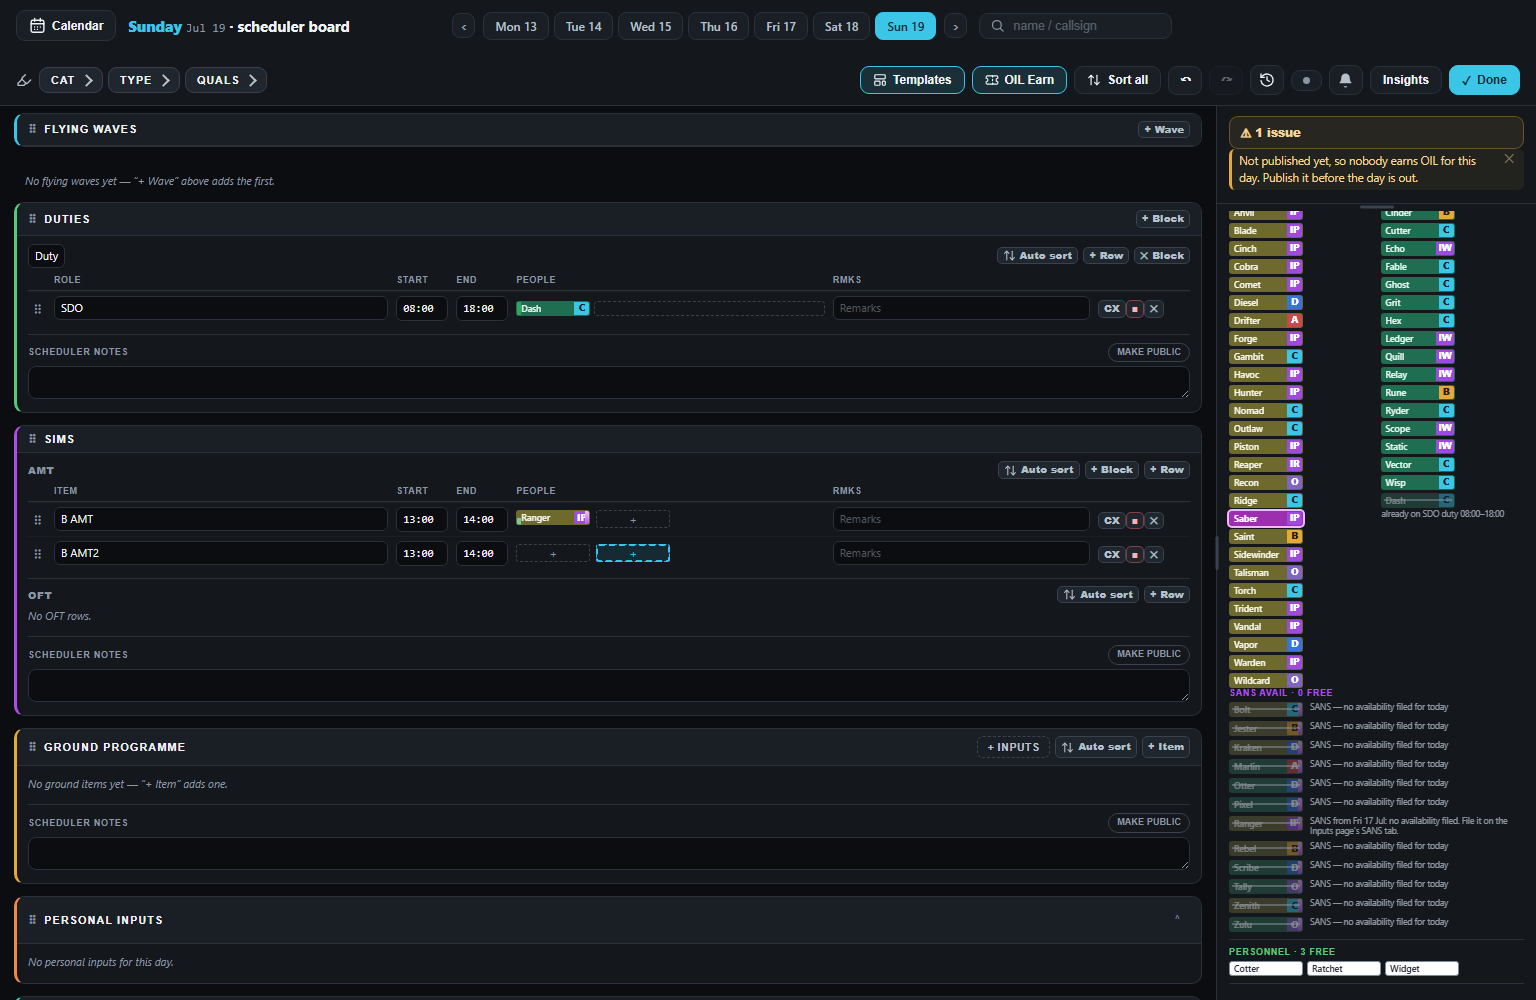 Calendar
Sunday Jul 19 · scheduler board
‹ Mon 13 Tue 14 Wed 15 Thu 16 Fri 17 Sat 18 Sun 19 ›
name / callsign
CAT TYPE QUALS
Templates OIL Earn Sort all Insights ✓ Done
FLYING WAVES
+ Wave
No flying waves yet — "+ Wave" above adds the first.
DUTIES
+ Block
Duty
Auto sort + Row ✕ Block
ROLE START END PEOPLE RMKS
SDO 08:00 18:00 Dash C Remarks CX ✕
SCHEDULER NOTES MAKE PUBLIC
SIMS
AMT
Auto sort + Block + Row
ITEM START END PEOPLE RMKS
B AMT 13:00 14:00 Ranger IP + Remarks CX ✕
B AMT2 13:00 14:00 + + Remarks CX ✕
OFT
Auto sort + Row
No OFT rows.
SCHEDULER NOTES MAKE PUBLIC
GROUND PROGRAMME
+ INPUTS Auto sort + Item
No ground items yet — "+ Item" adds one.
SCHEDULER NOTES MAKE PUBLIC
PERSONAL INPUTS
No personal inputs for this day.
⚠ 1 issue
Not published yet, so nobody earns OIL for this
day. Publish it before the day is out.
Anvil IP
Blade IP
Cinch IP
Cobra IP
Comet IP
Diesel D
Drifter A
Forge IP
Gambit C
Havoc IP
Hunter IP
Nomad C
Outlaw C
Piston IP
Reaper IR
Recon O
Ridge C
Saber IP
Saint B
Sidewinder IP
Talisman O
Torch C
Trident IP
Vandal IP
Vapor D
Warden IP
Wildcard O
Cinder B
Cutter C
Echo IW
Fable C
Ghost C
Grit C
Hex C
Ledger IW
Quill IW
Relay IW
Rune B
Ryder C
Scope IW
Static IW
Vector C
Wisp C
Dash C
already on SDO duty 08:00–18:00
SANS AVAIL · 0 FREE
Bolt C SANS — no availability filed for today
Jester B SANS — no availability filed for today
Kraken D SANS — no availability filed for today
Marlin A SANS — no availability filed for today
Otter D SANS — no availability filed for today
Pixel D SANS — no availability filed for today
Ranger IP SANS from Fri 17 Jul: no availability filed. File it on the
Inputs page's SANS tab.
Rebel B SANS — no availability filed for today
Scribe D SANS — no availability filed for today
Tally O SANS — no availability filed for today
Zenith C SANS — no availability filed for today
Zulu O SANS — no availability filed for today
PERSONNEL · 3 FREE
Cotter Ratchet Widget